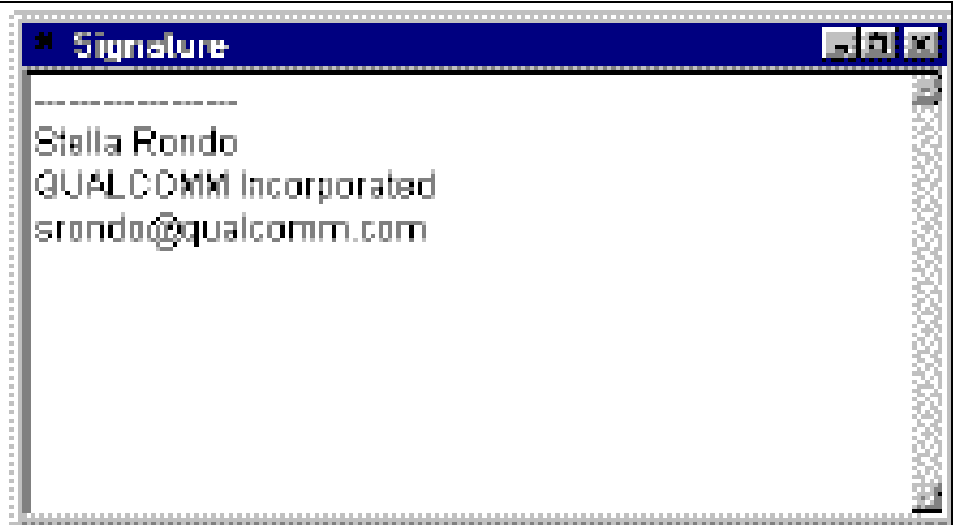 Signature
----------------
Stella Rondo
QUALCOMM Incorporated
srondo@qualcomm.com